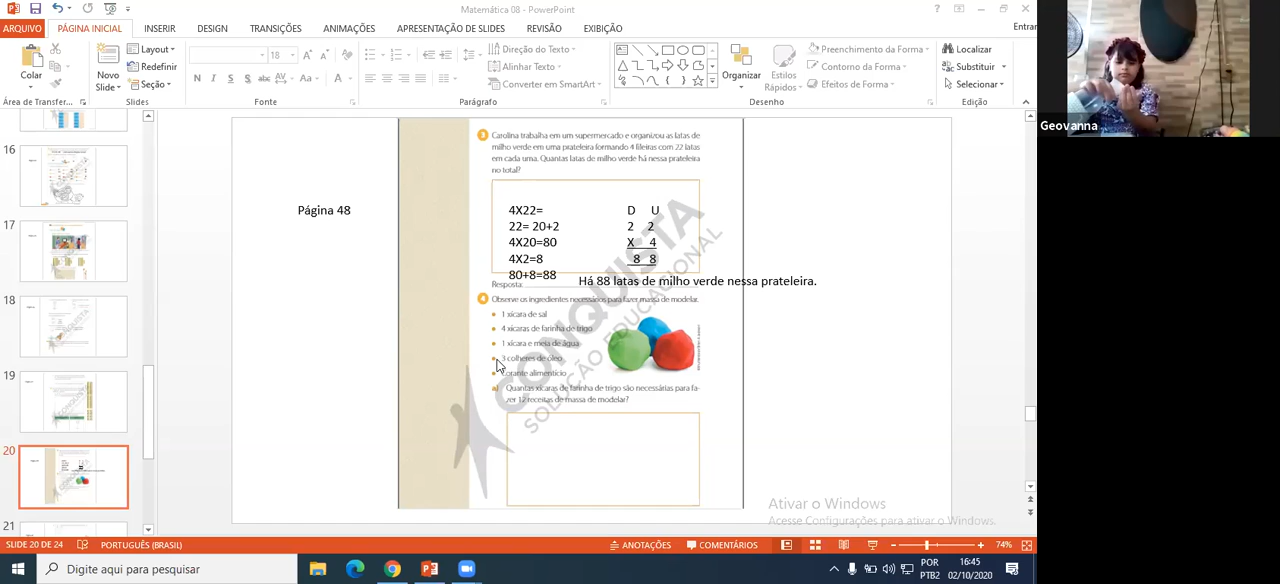 Matemática 08 - PowerPoint
ARQUIVO PÁGINA INICIAL INSERIR DESIGN TRANSIÇÕES ANIMAÇÕES APRESENTAÇÃO DE SLIDES REVISÃO EXIBIÇÃO Entrar
Colar
Novo
Slide
Layout
Redefinir
Seção
18
N I S S abc AV Aa A
Direção do Texto
Alinhar Texto
Converter em SmartArt
Organizar
Estilos
Rápidos
Preenchimento da Forma
Contorno da Forma
Efeitos de Forma
Localizar
Substituir
Selecionar
Área de Transfer... Slides Fonte Parágrafo Desenho Edição
Geovanna
16
17
18
19
20
21
Página 48
3 Carolina trabalha em um supermercado e organizou as latas de
milho verde em uma prateleira formando 4 fileiras com 22 latas
em cada uma. Quantas latas de milho verde há nessa prateleira
no total?
4X22=
22= 20+2
4X20=80
4X2=8
80+8=88
D U
2 2
X 4
8 8
Resposta:
Há 88 latas de milho verde nessa prateleira.
4 Observe os ingredientes necessários para fazer massa de modelar.
1 xícara de sal
4 xícaras de farinha de trigo
1 xícara e meia de água
3 colheres de óleo
Corante alimentício
a) Quantas xícaras de farinha de trigo são necessárias para fa-
zer 12 receitas de massa de modelar?
CONQUISTA
SOLUÇÃO EDUCACIONAL
Ativar o Windows
Acesse Configurações para ativar o Windows.
SLIDE 20 DE 24 PORTUGUÊS (BRASIL) ANOTAÇÕES COMENTÁRIOS 74%
Digite aqui para pesquisar
POR
PTB2
16:45
02/10/2020